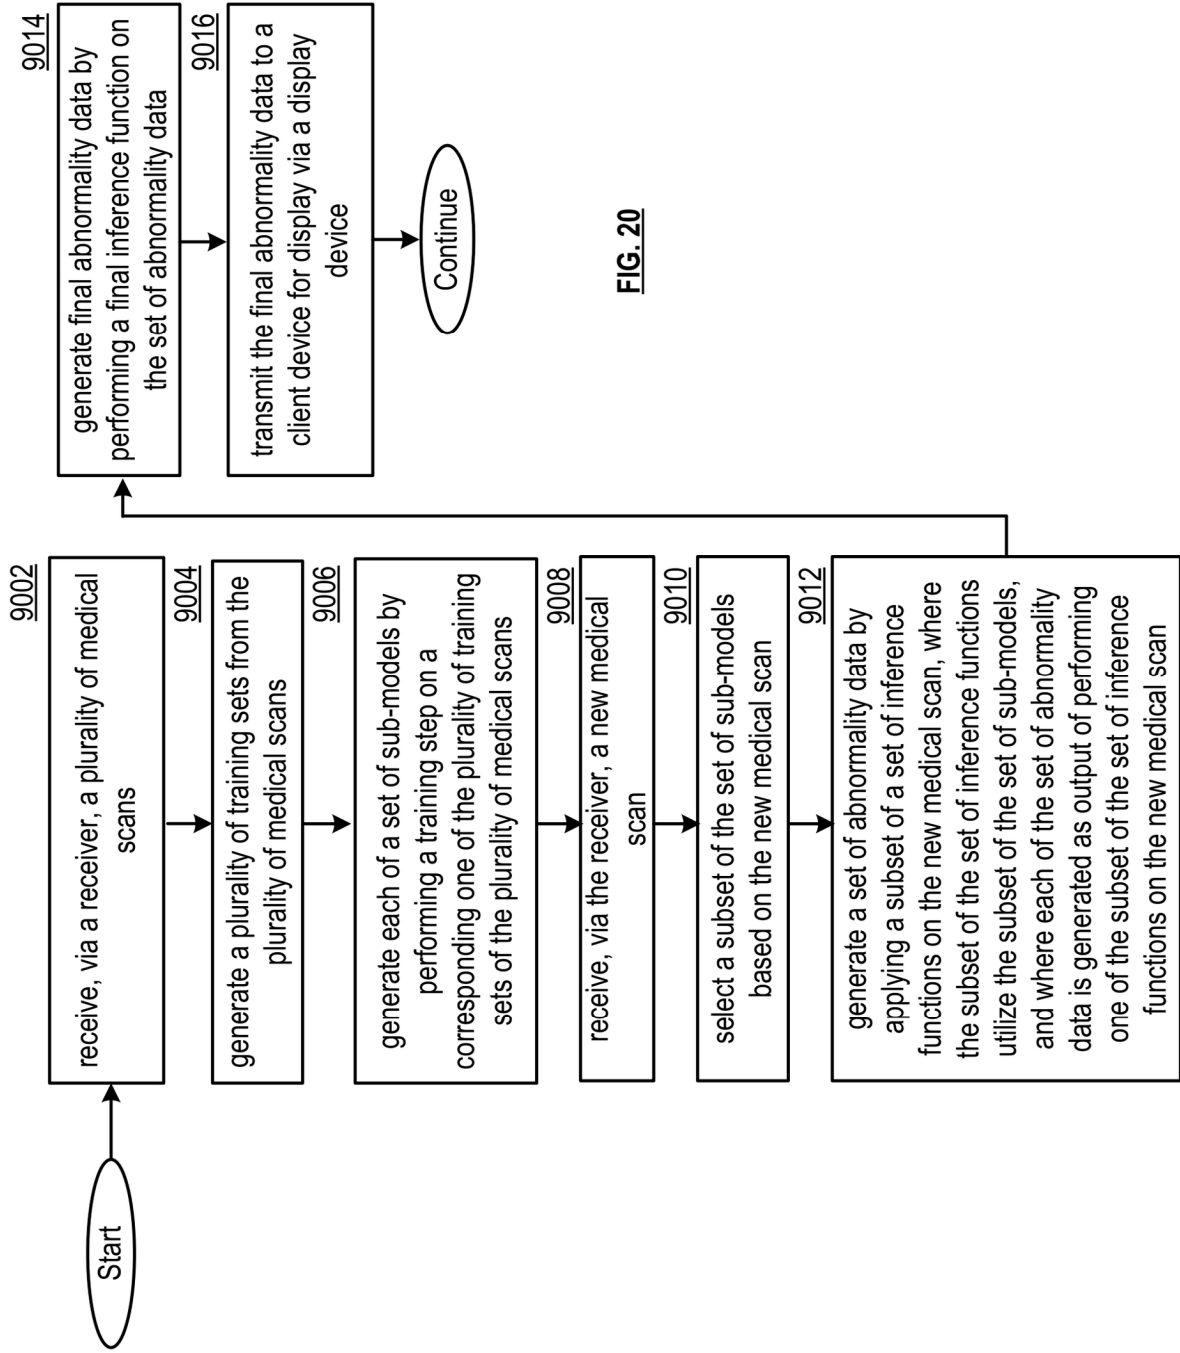 Start
9002
receive, via a receiver, a plurality of medical
scans
9004
generate a plurality of training sets from the
plurality of medical scans
9006
generate each of a set of sub-models by
performing a training step on a
corresponding one of the plurality of training
sets of the plurality of medical scans
9008
receive, via the receiver, a new medical
scan
9010
select a subset of the set of sub-models
based on the new medical scan
9012
generate a set of abnormality data by
applying a subset of a set of inference
functions on the new medical scan, where
the subset of the set of inference functions
utilize the subset of the set of sub-models,
and where each of the set of abnormality
data is generated as output of performing
one of the subset of the set of inference
functions on the new medical scan
9014
generate final abnormality data by
performing a final inference function on
the set of abnormality data
9016
transmit the final abnormality data to a
client device for display via a display
device
Continue
FIG. 20